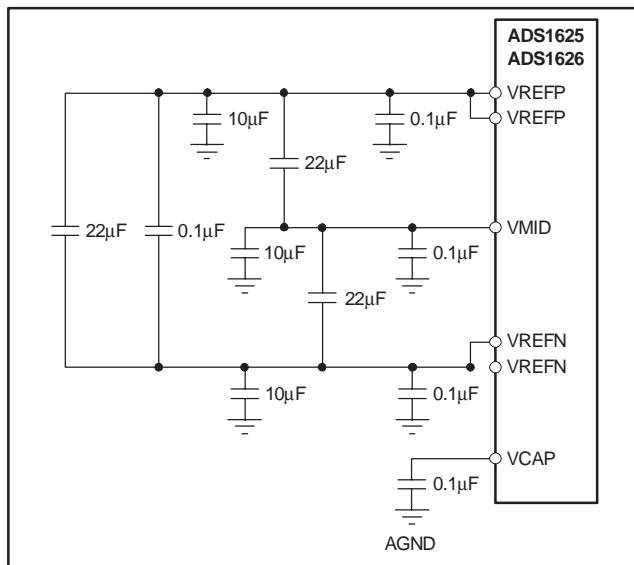 ADS1625
ADS1626
VREFP
10μF
0.1μF
VREFP
22μF
22μF
0.1μF
VMID
10μF
0.1μF
22μF
VREFN
VREFN
10μF
0.1μF
VCAP
0.1μF
AGND